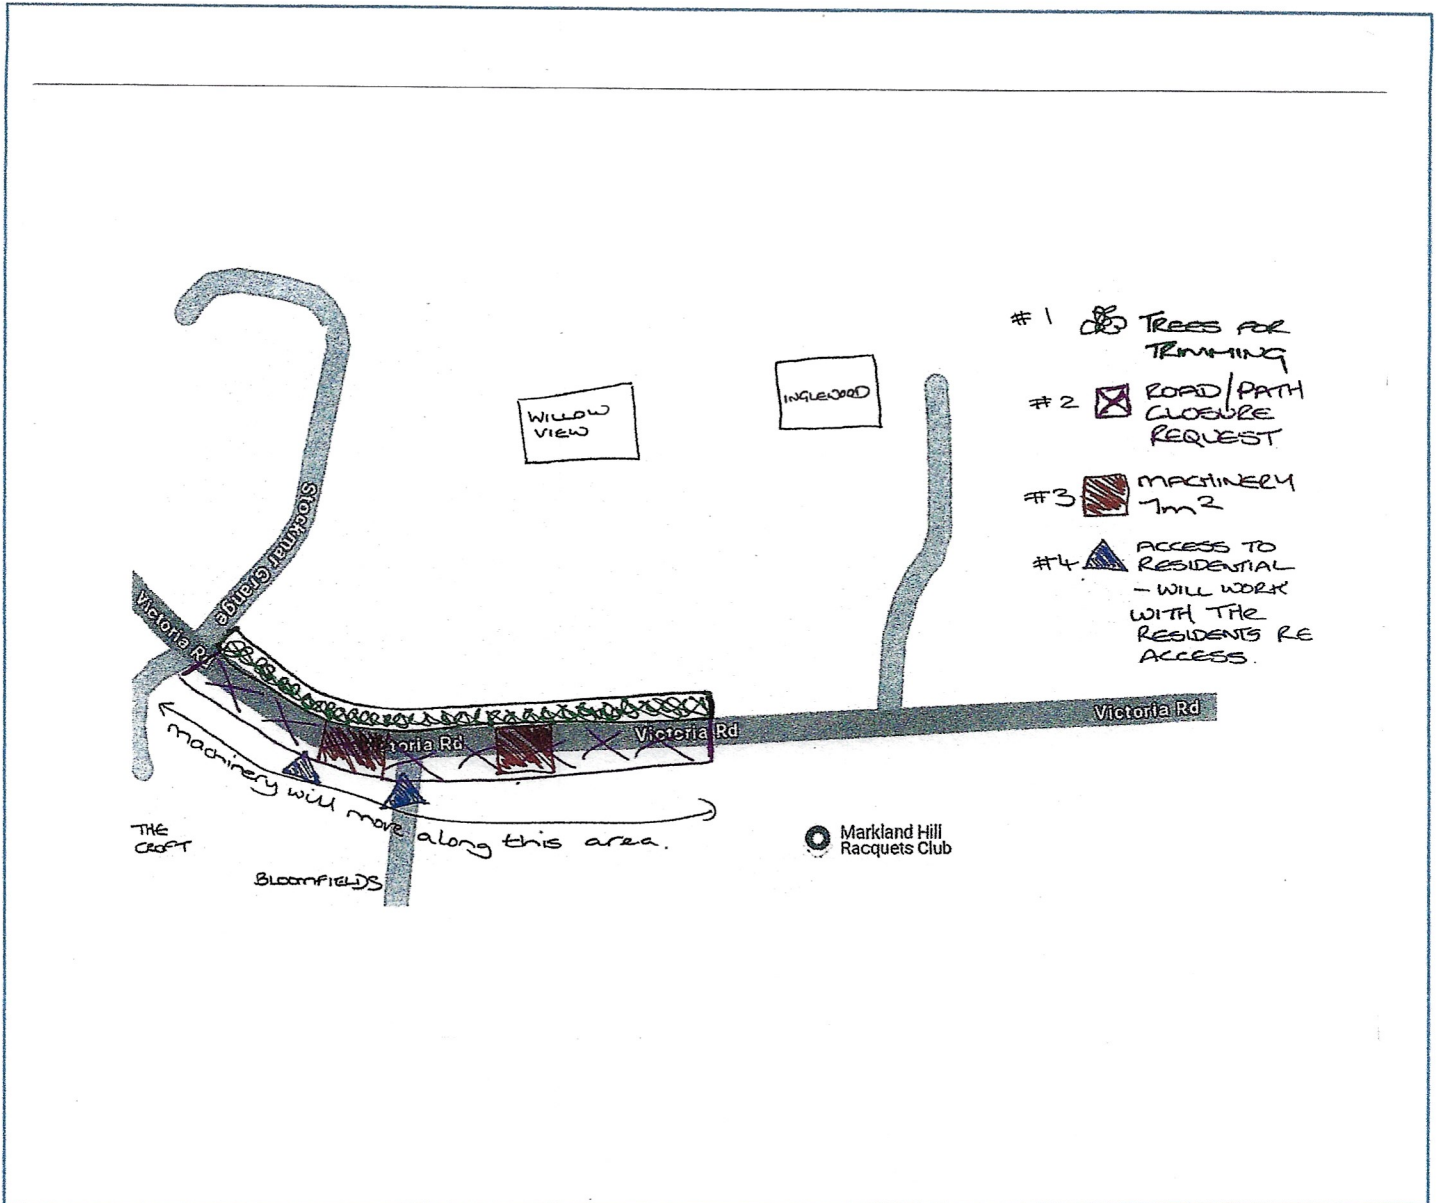 # 1 TREES FOR
TRIMMING
WILLOW
VIEW
INGLEWOOD
#2 ROAD/PATH
CLOSURE
REQUEST
#3 MACHINERY
7m²
#4 ACCESS TO
RESIDENTIAL
- WILL WORK
WITH THE
RESIDENTS RE
ACCESS.
Stockmar Grange
Victoria Rd
Victoria Rd
Victoria Rd
toria Rd
machinery will move along this area.
Markland Hill
Racquets Club
THE
CROFT
BLOOMFIELDS